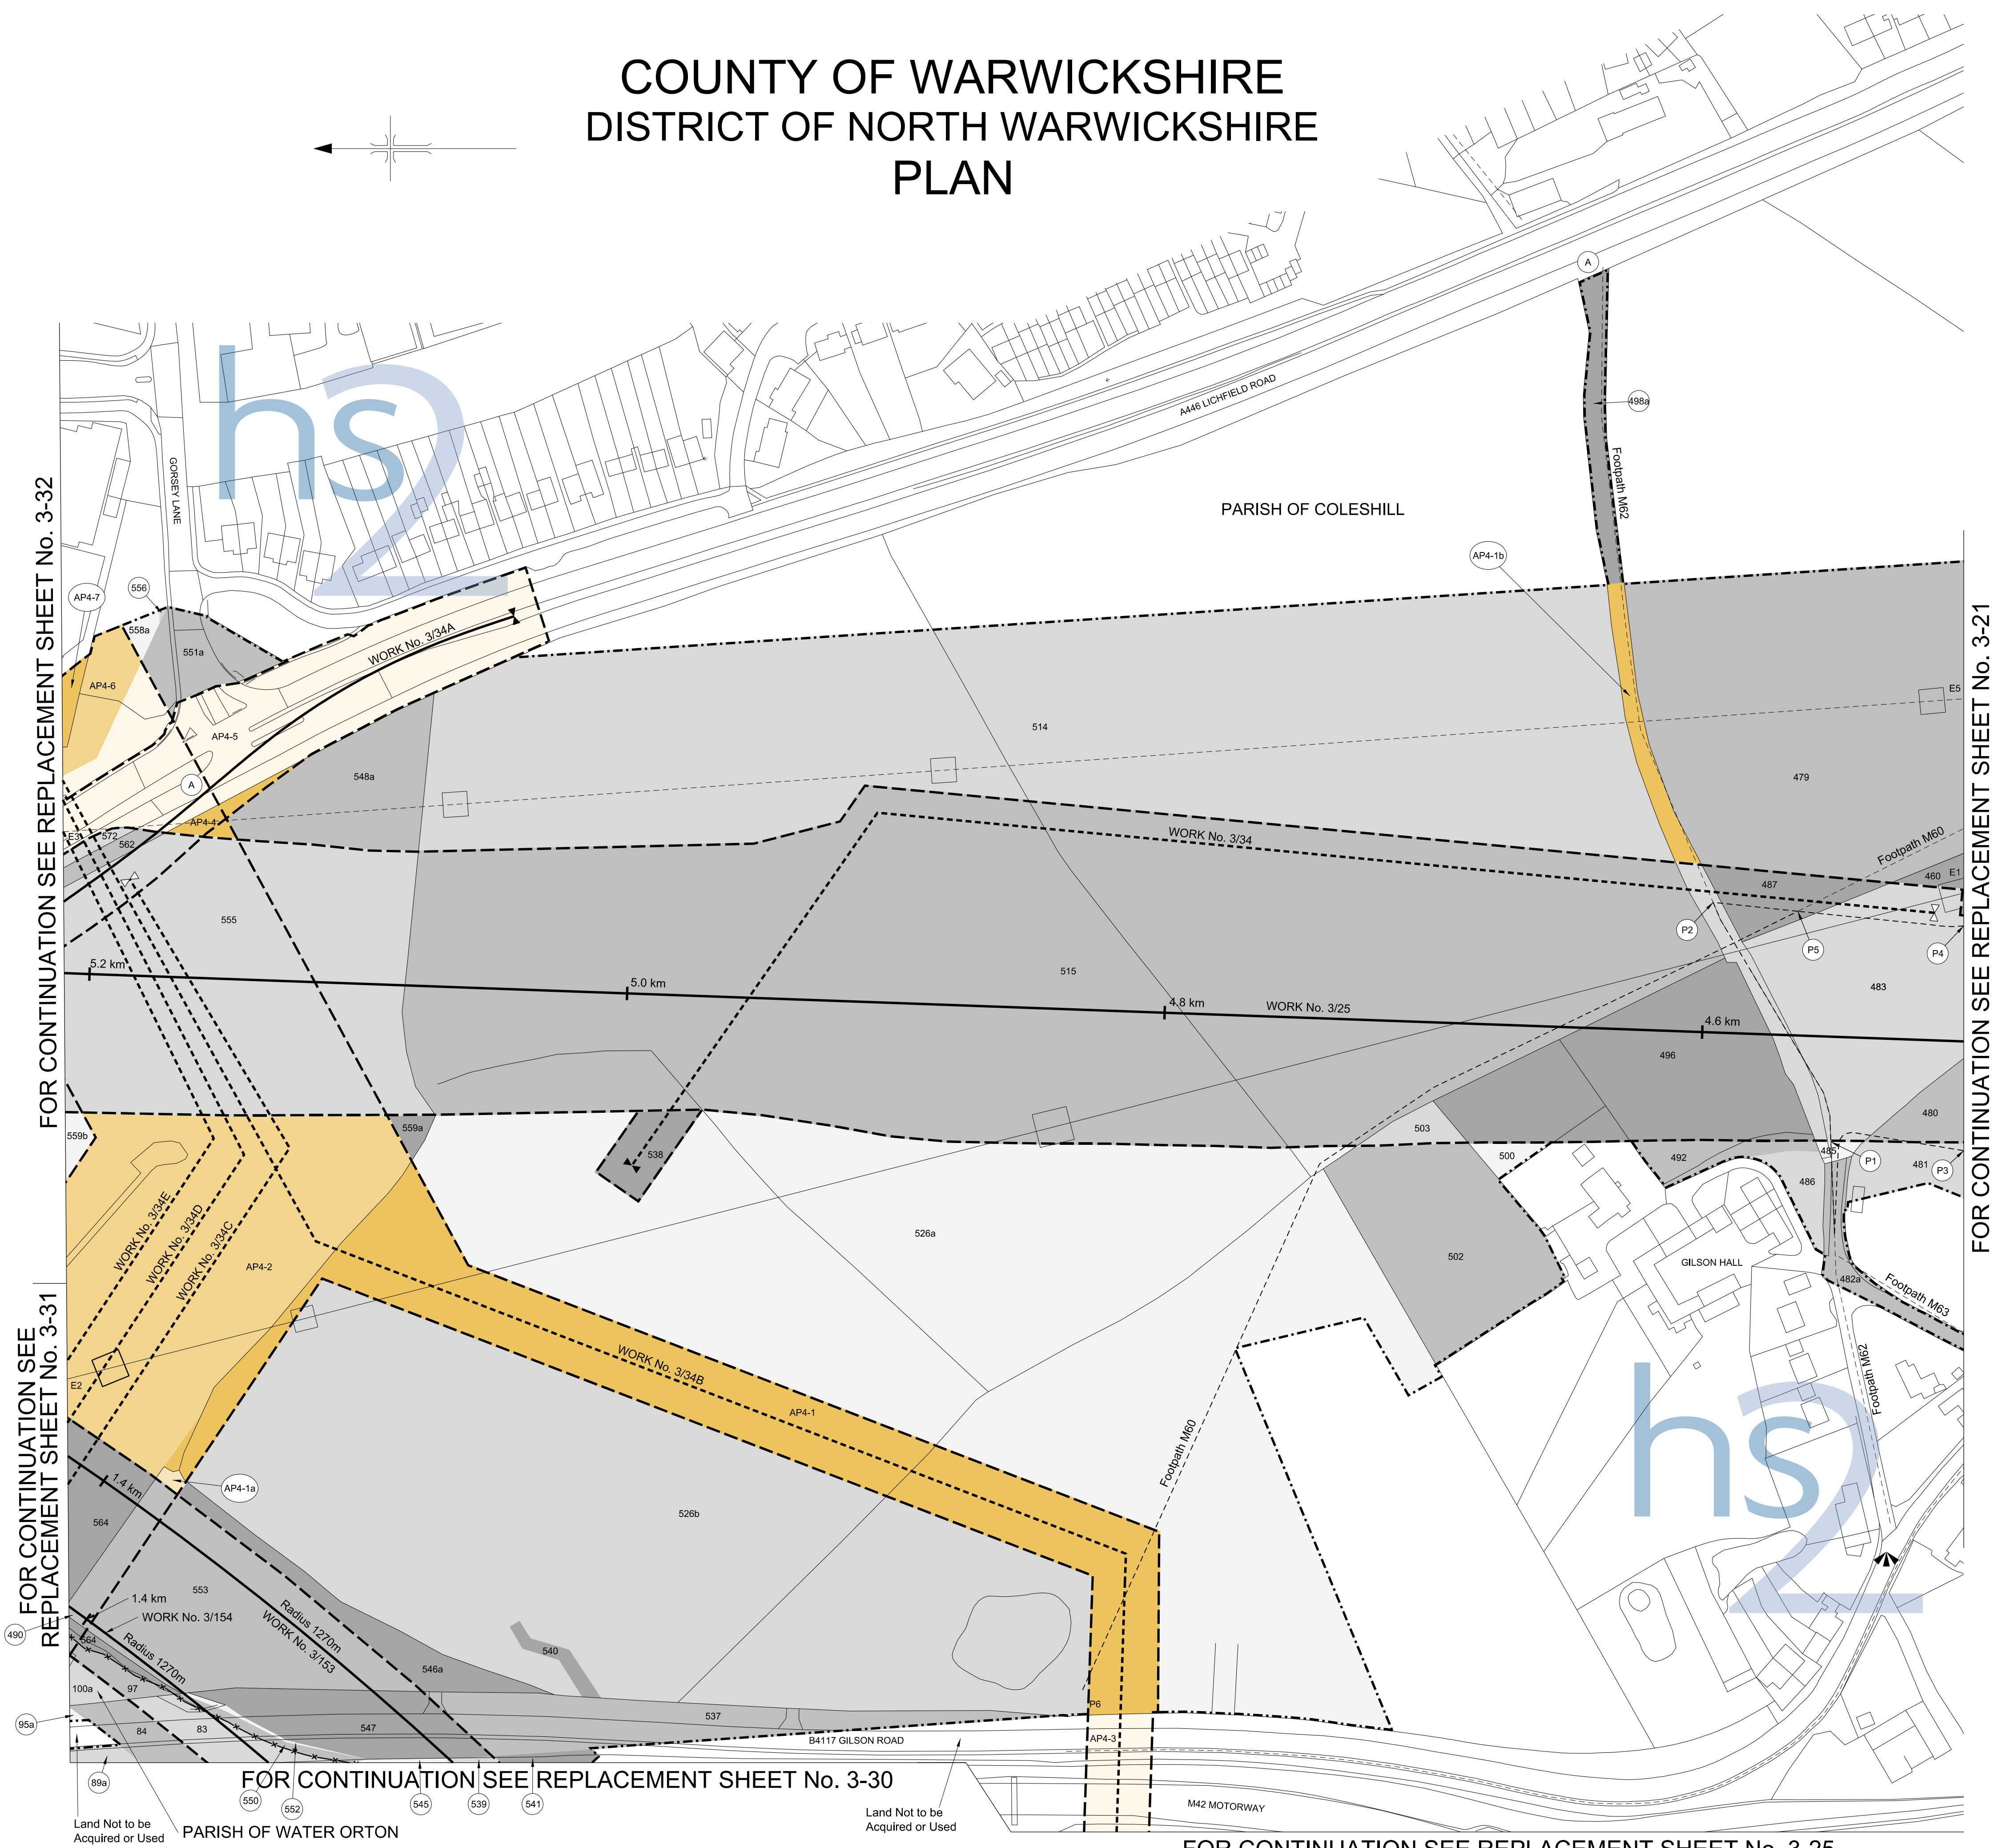 COUNTY OF WARWICKSHIRE
DISTRICT OF NORTH WARWICKSHIRE
PLAN
A
hs2
A446 LICHFIELD ROAD
498a
GORSEY LANE
Footpath M62
PARISH OF COLESHILL
FOR CONTINUATION SEE REPLACEMENT SHEET No. 3-32
AP4-1b
556
AP4-7
558a
WORK No. 3/34A
551a
AP4-6
E5
514
AP4-5
548a
479
A
AP4-4
E3
572
562
WORK No. 3/34
Footpath M60
FOR CONTINUATION SEE REPLACEMENT SHEET No. 3-21
487
460
E1
555
P2
P5
P4
5.2 km
515
5.0 km
483
4.8 km
WORK No. 3/25
4.6 km
496
480
559b
559a
503
538
500
492
485
P1
481
P3
486
WORK No. 3/34E
WORK No. 3/34D
WORK No. 3/34C
526a
502
GILSON HALL
AP4-2
482a
Footpath M63
WORK No. 3/34B
E2
Footpath M62
AP4-1
Footpath M60
hs2
FOR CONTINUATION SEE
REPLACEMENT SHEET No. 3-31
1.4 km
AP4-1a
564
526b
553
1.4 km
WORK No. 3/154
Radius 1270m
WORK No. 3/153
490
564
Radius 1270m
540
546a
100a
97
P6
95a
84
83
547
537
B4117 GILSON ROAD
AP4-3
89a
FOR CONTINUATION SEE REPLACEMENT SHEET No. 3-30
550
552
545
539
541
M42 MOTORWAY
Land Not to be
Acquired or Used
Land Not to be
Acquired or Used
PARISH OF WATER ORTON
FOR CONTINUATION SEE REPLACEMENT SHEET No. 3-25